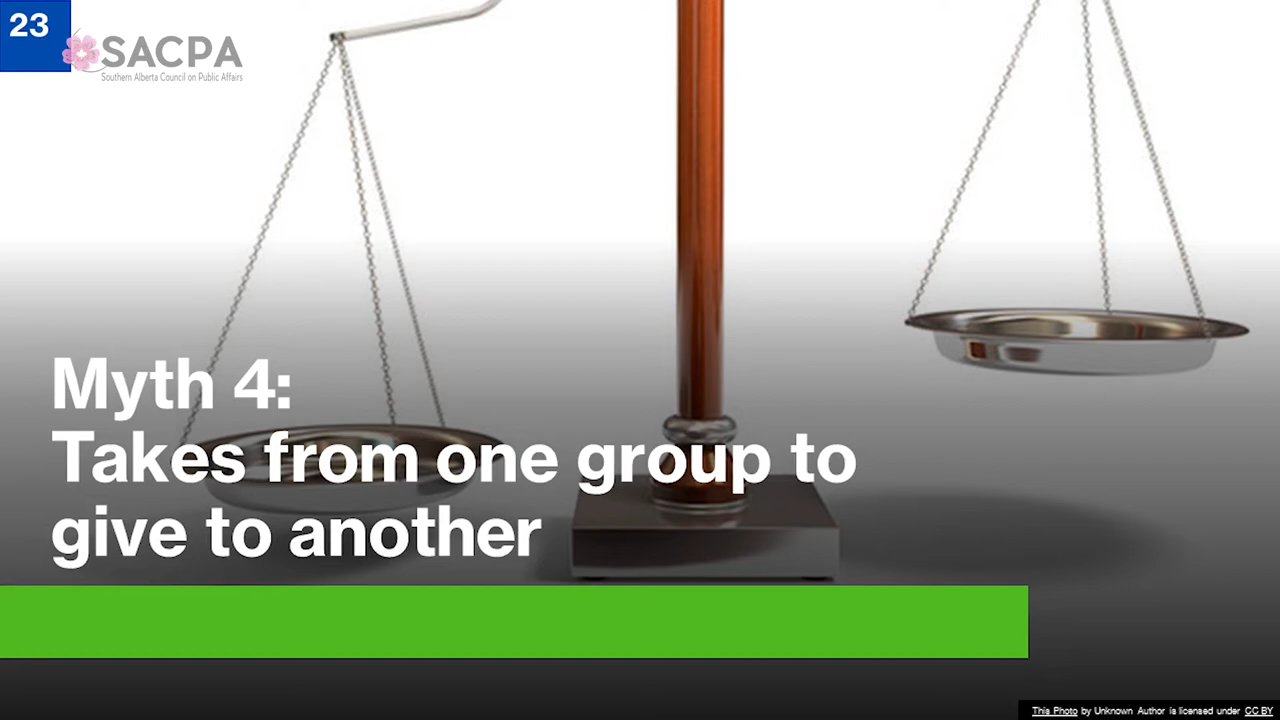 23
SACPA
Southern Alberta Council on Public Affairs
Myth 4:
Takes from one group to
give to another
This Photo by Unknown Author is licensed under CC BY